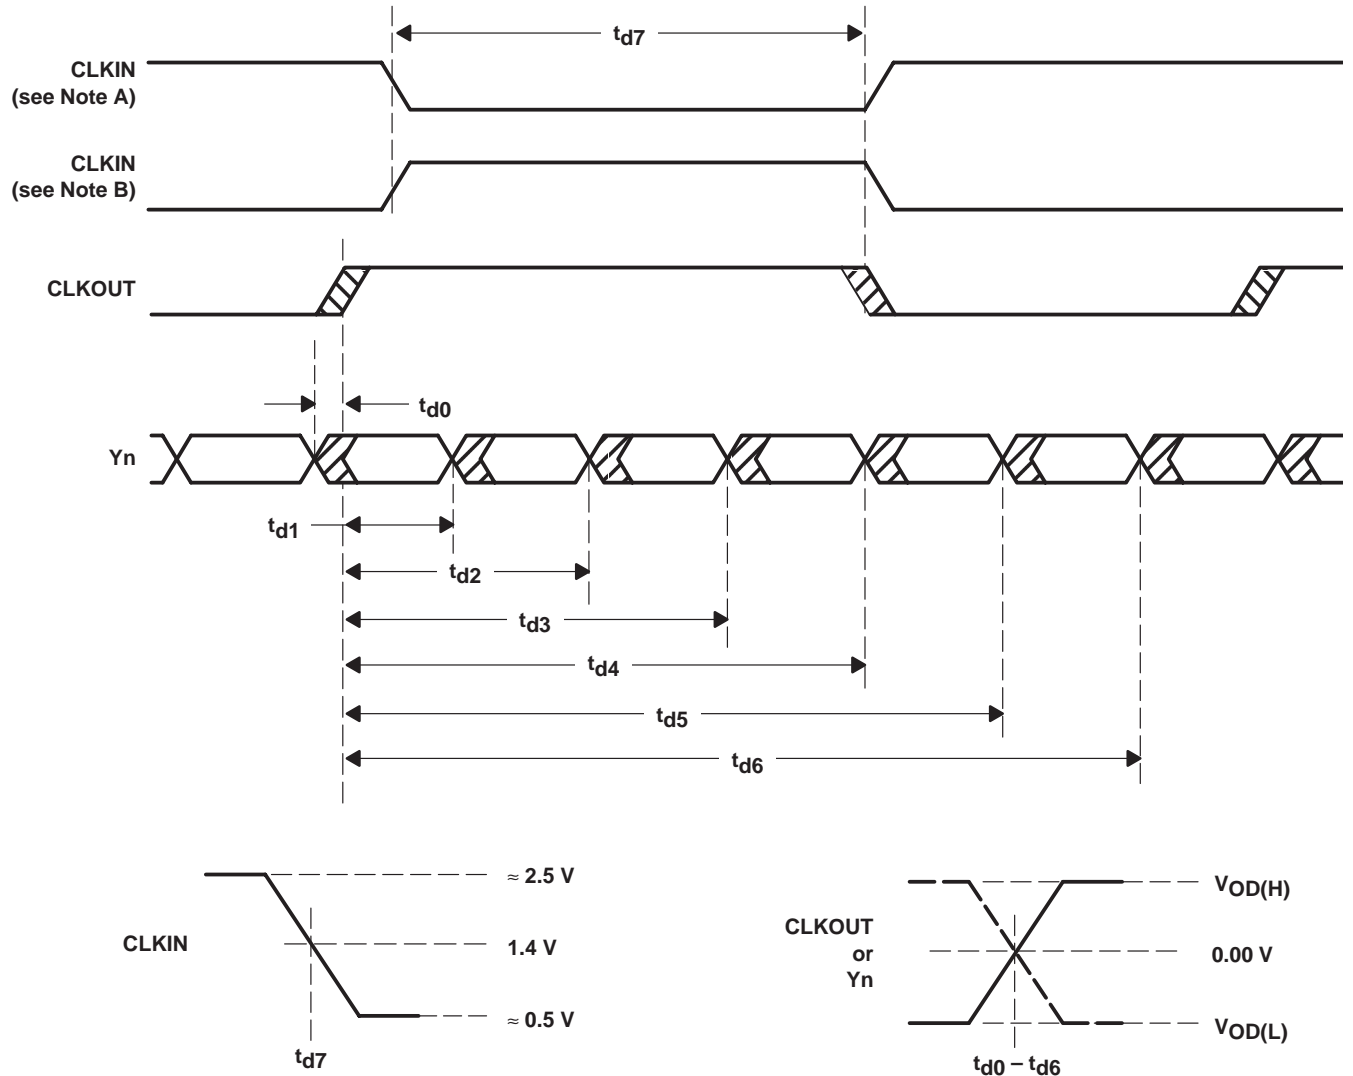 td7
CLKIN
(see Note A)
CLKIN
(see Note B)
CLKOUT
td0
Yn
td1
td2
td3
td4
td5
td6
≈ 2.5 V
CLKIN
1.4 V
≈ 0.5 V
td7
VOD(H)
CLKOUT
or
Yn
0.00 V
VOD(L)
td0 – td6